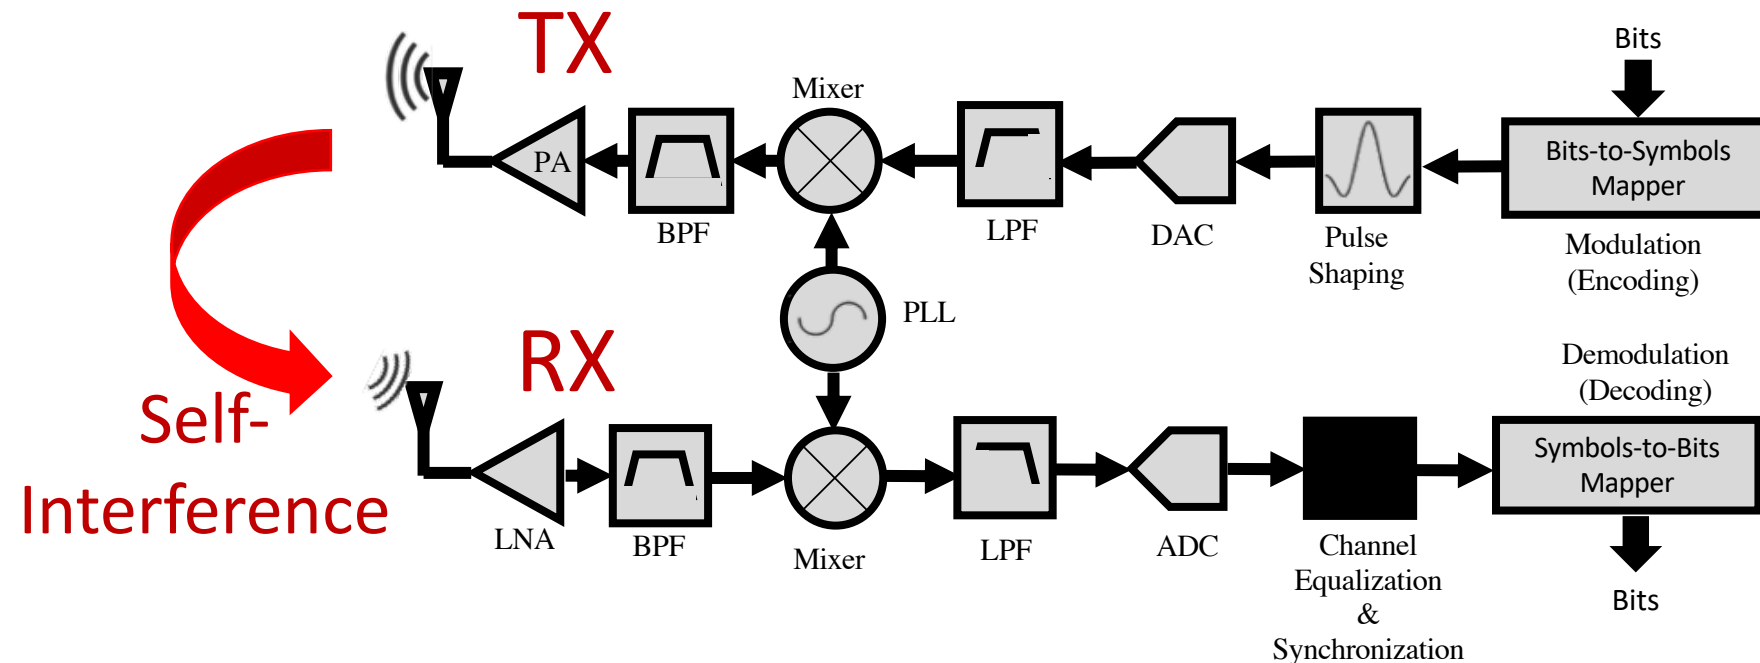 TX
Bits
Mixer
PA
Bits-to-Symbols
Mapper
BPF
LPF
DAC
Pulse
Shaping
Modulation
(Encoding)
PLL
RX
Self-
Interference
Demodulation
(Decoding)
Symbols-to-Bits
Mapper
LNA
BPF
Mixer
LPF
ADC
Channel
Equalization
&
Synchronization
Bits